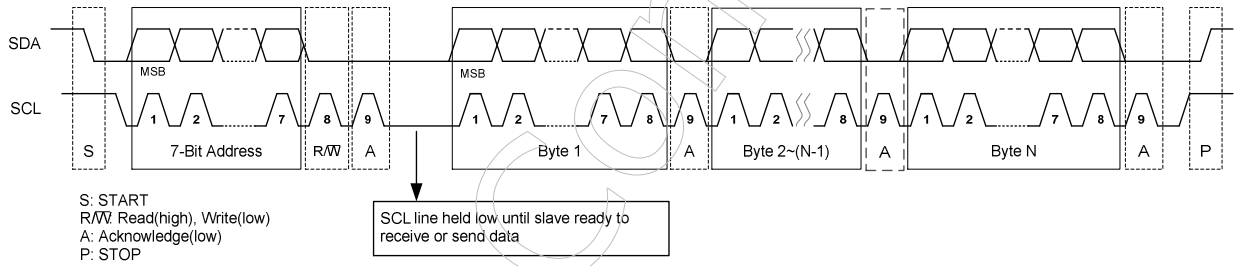 SDA
MSB
MSB
SCL
1 2 7 8 9 1 2 7 8 9 1 2 8 9 1 2 7 8 9
S 7-Bit Address R/W A Byte 1 A Byte 2~(N-1) A Byte N A P
S: START
R/W: Read(high), Write(low)
A: Acknowledge(low)
P: STOP
SCL line held low until slave ready to
receive or send data